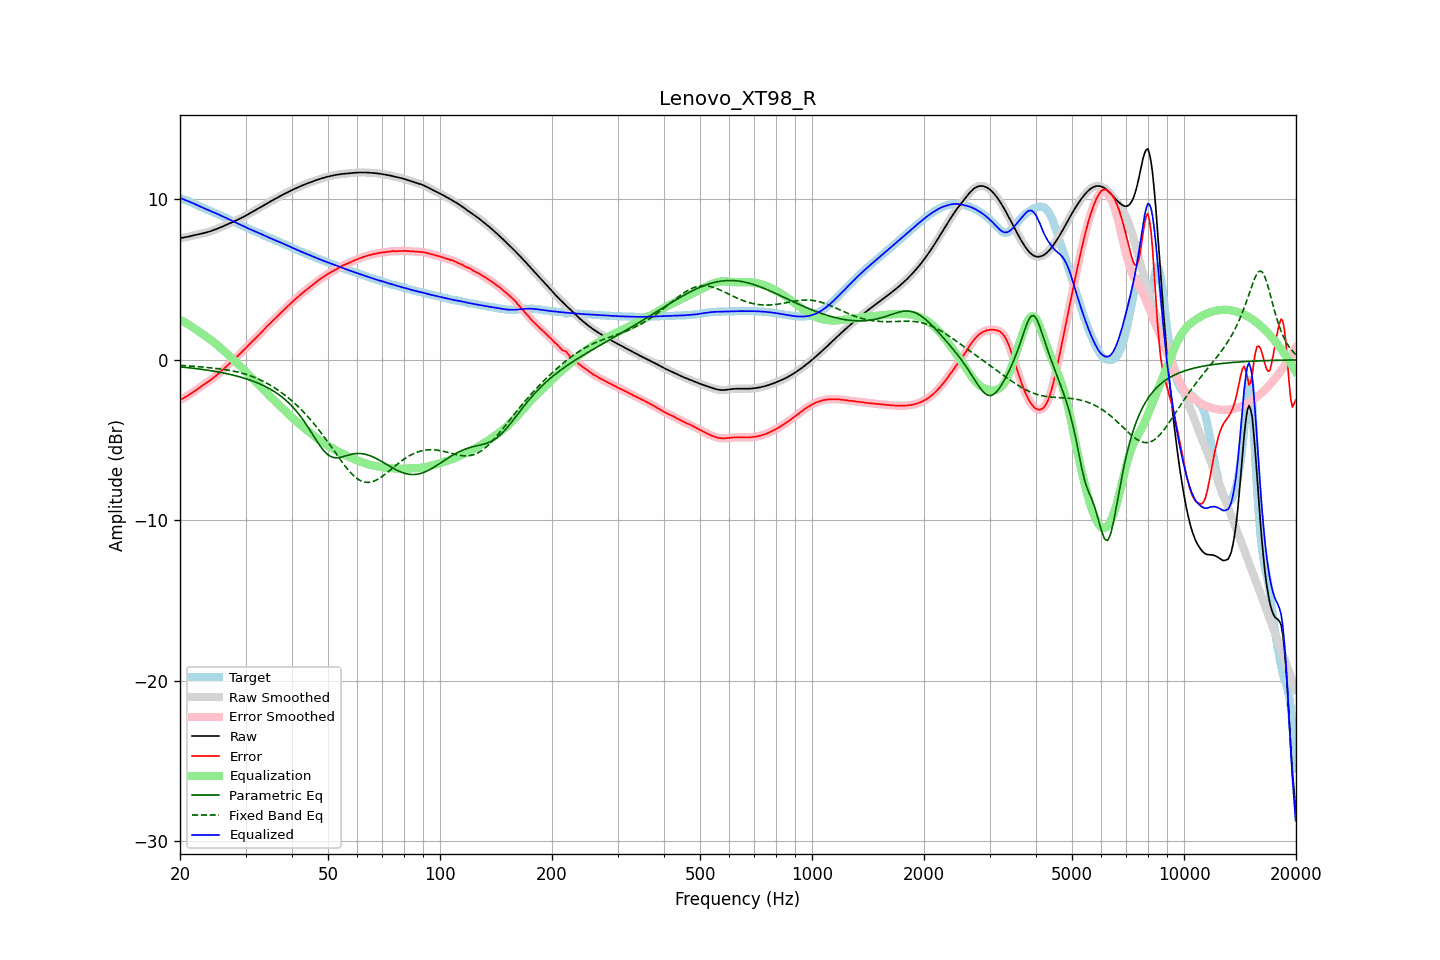 Lenovo_XT98_R
Amplitude (dBr)
10
0
−10
−20
−30
Target
Raw Smoothed
Error Smoothed
Raw
Error
Equalization
Parametric Eq
Fixed Band Eq
Equalized
20 50 100 200 500 1000 2000 5000 10000 20000
Frequency (Hz)